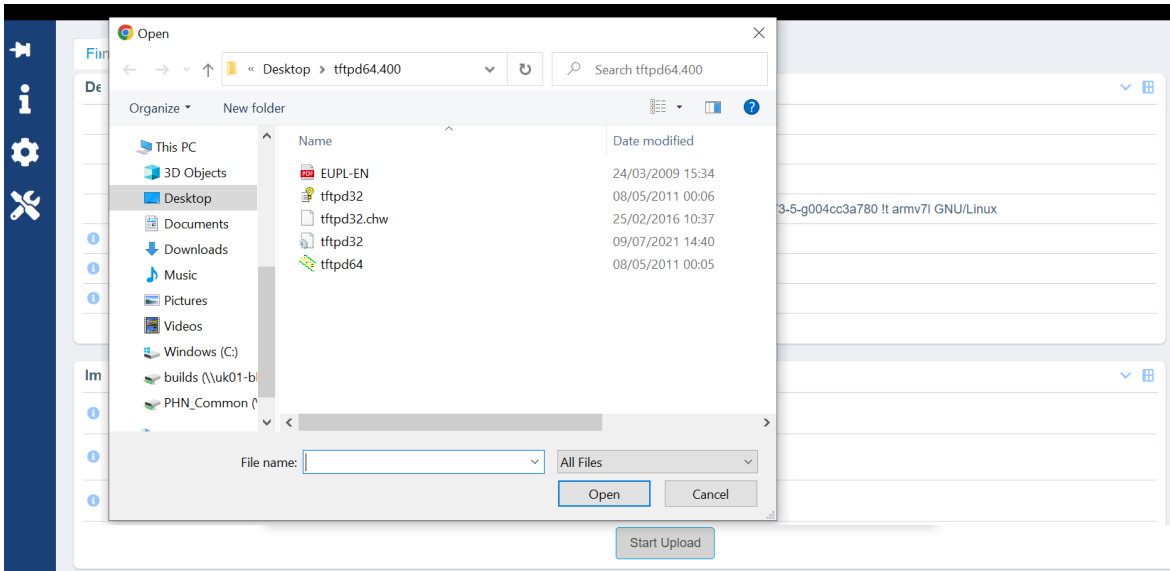 Open
« Desktop › tftpd64.400
Search tftpd64.400
Organize
New folder
?
This PC
3D Objects
Desktop
Documents
Downloads
Music
Pictures
Videos
Windows (C:)
builds (\\uk01-bl
PHN_Common (\
Name
Date modified
PDF EUPL-EN 24/03/2009 15:34
tftpd32 08/05/2011 00:06
tftpd32.chw 25/02/2016 10:37
tftpd32 09/07/2021 14:40
tftpd64 08/05/2011 00:05
File name:
All Files
Open
Cancel
De
3-5-g004cc3a780 !t armv7l GNU/Linux
Im
Start Upload